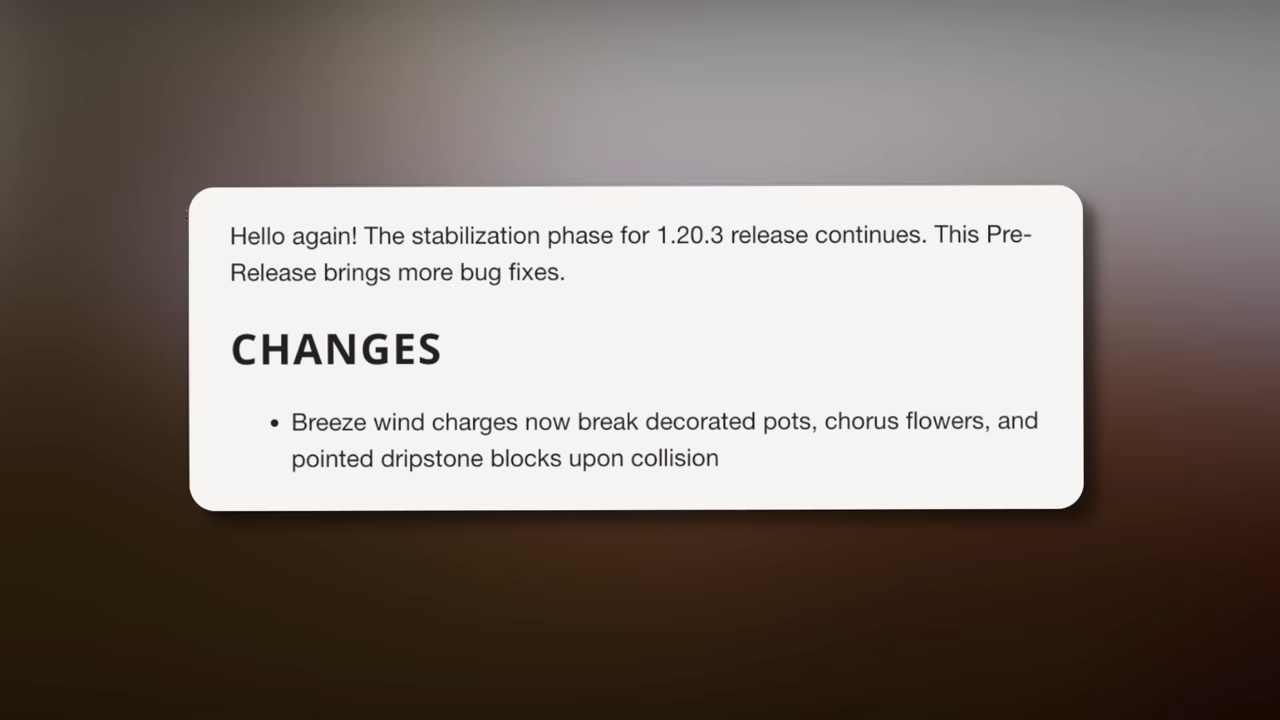 Hello again! The stabilization phase for 1.20.3 release continues. This Pre-
Release brings more bug fixes.
CHANGES
• Breeze wind charges now break decorated pots, chorus flowers, and
pointed dripstone blocks upon collision